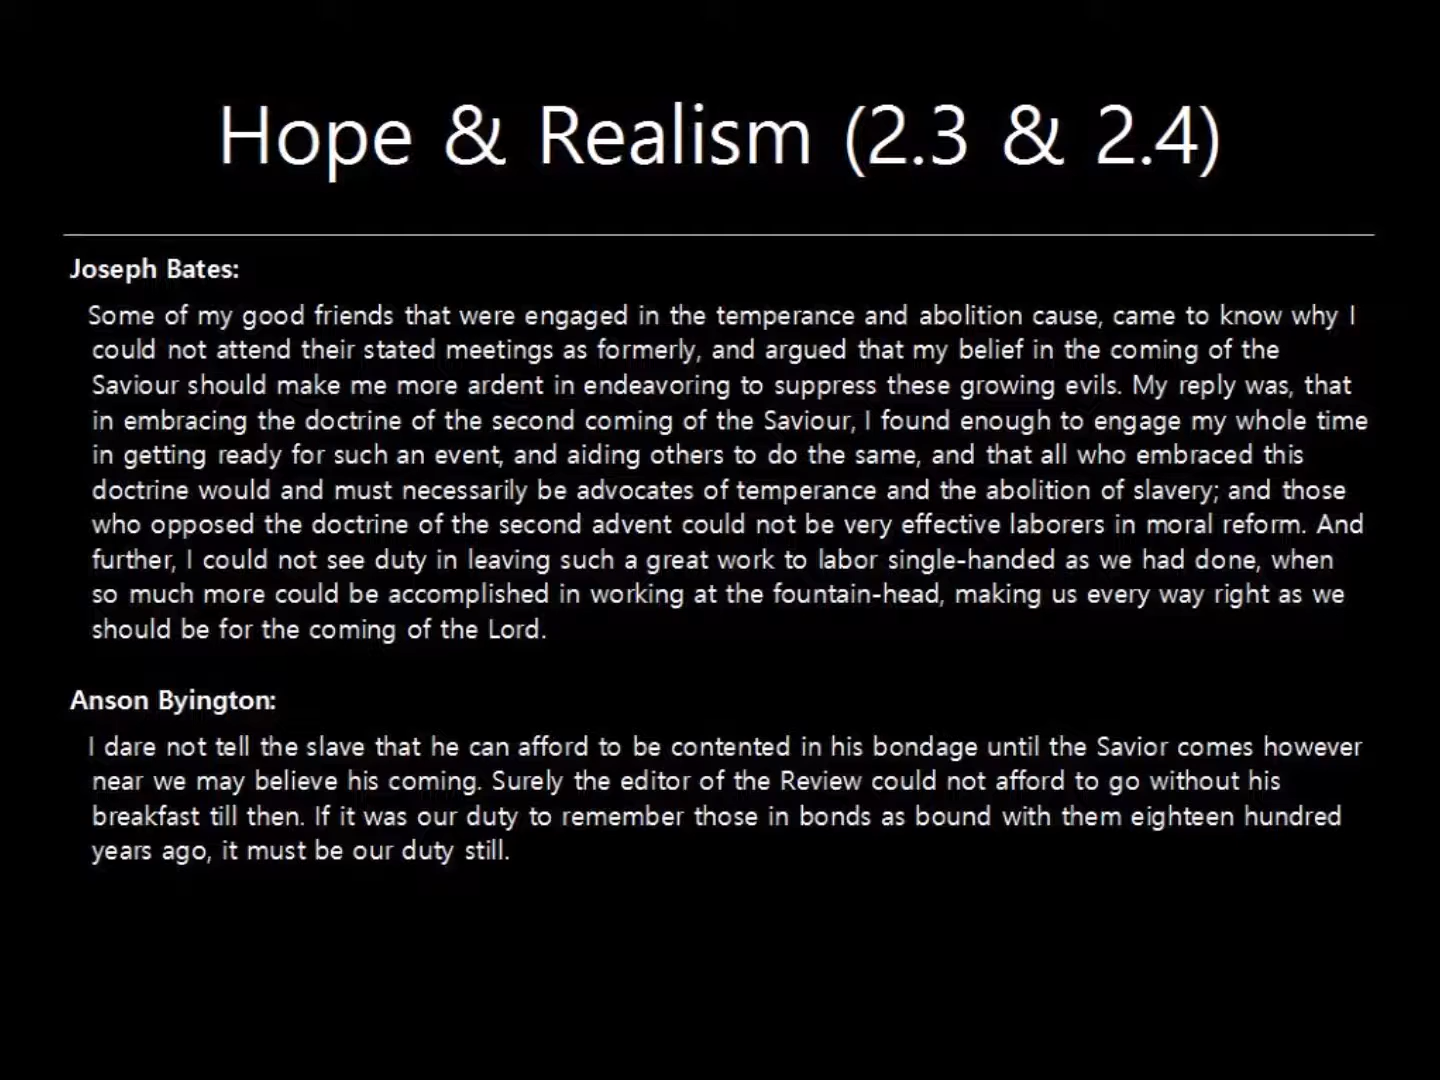 Hope & Realism (2.3 & 2.4)
Joseph Bates:
Some of my good friends that were engaged in the temperance and abolition cause, came to know why I
could not attend their stated meetings as formerly, and argued that my belief in the coming of the
Saviour should make me more ardent in endeavoring to suppress these growing evils. My reply was, that
in embracing the doctrine of the second coming of the Saviour, I found enough to engage my whole time
in getting ready for such an event, and aiding others to do the same, and that all who embraced this
doctrine would and must necessarily be advocates of temperance and the abolition of slavery; and those
who opposed the doctrine of the second advent could not be very effective laborers in moral reform. And
further, I could not see duty in leaving such a great work to labor single-handed as we had done, when
so much more could be accomplished in working at the fountain-head, making us every way right as we
should be for the coming of the Lord.
Anson Byington:
I dare not tell the slave that he can afford to be contented in his bondage until the Savior comes however
near we may believe his coming. Surely the editor of the Review could not afford to go without his
breakfast till then. If it was our duty to remember those in bonds as bound with them eighteen hundred
years ago, it must be our duty still.